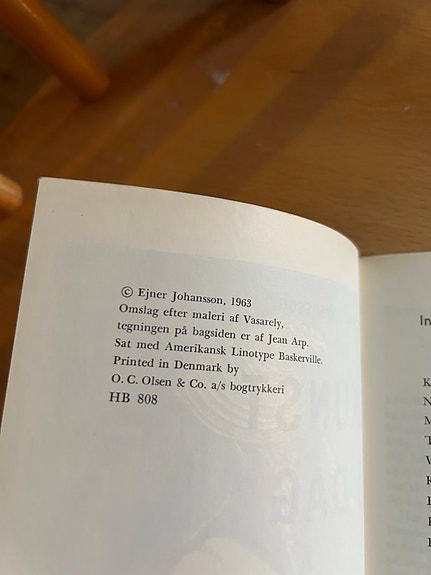 © Ejner Johansson, 1963
Omslag efter maleri af Vasarely,
tegningen på bagsiden er af Jean Arp.
Sat med Amerikansk Linotype Baskerville.
Printed in Denmark by
O. C. Olsen & Co. a/s bogtrykkeri
HB 808